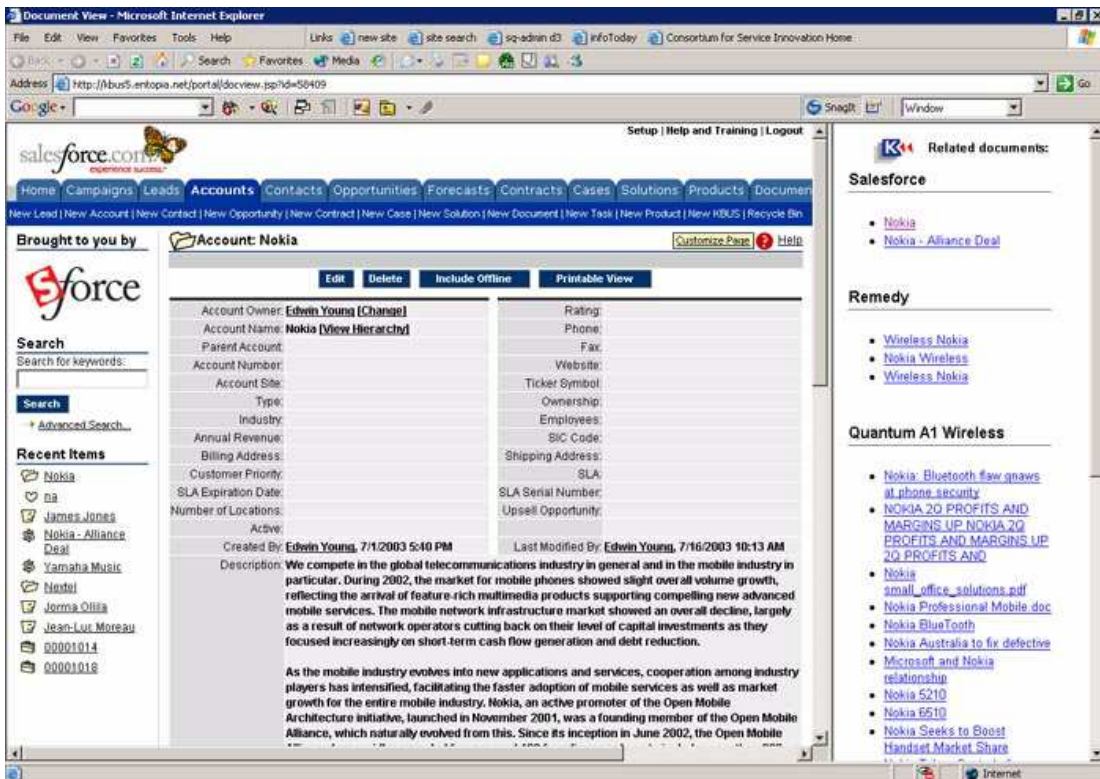 Document View - Microsoft Internet Explorer
File Edit View Favorites Tools Help
Links new site site search sq-admin d3 infoToday Consortium for Service Innovation Home
Back Search Favorites Media
Address http://kbus5.entopia.net/portal/docview.jsp?id=58409 Go
Google SnagIt Window
Setup | Help and Training | Logout
salesforce.com
experience success.
Home Campaigns Leads Accounts Contacts Opportunities Forecasts Contracts Cases Solutions Products Documen
New Lead | New Account | New Contact | New Opportunity | New Contract | New Case | New Solution | New Document | New Task | New Product | New KBUS | Recycle Bin
Brought to you by
Sforce
Search
Search for keywords:
Search
Advanced Search...
Recent Items
Nokia
na
James Jones
Nokia - Alliance
Deal
Yamaha Music
Nextel
Jorma Ollila
Jean-Luc Moreau
00001014
00001018
Account: Nokia
Customize Page Help
Edit Delete Include Offline Printable View
Account Owner: Edwin Young [Change] Rating:
Account Name: Nokia [View Hierarchy] Phone:
Parent Account: Fax:
Account Number: Website:
Account Site: Ticker Symbol:
Type: Ownership:
Industry: Employees:
Annual Revenue: SIC Code:
Billing Address: Shipping Address:
Customer Priority: SLA:
SLA Expiration Date: SLA Serial Number:
Number of Locations: Upsell Opportunity:
Active:
Created By: Edwin Young, 7/1/2003 5:40 PM Last Modified By: Edwin Young, 7/16/2003 10:13 AM
Description: We compete in the global telecommunications industry in general and in the mobile industry in
particular. During 2002, the market for mobile phones showed slight overall volume growth,
reflecting the arrival of feature-rich multimedia products supporting compelling new advanced
mobile services. The mobile network infrastructure market showed an overall decline, largely
as a result of network operators cutting back on their level of capital investments as they
focused increasingly on short-term cash flow generation and debt reduction.
As the mobile industry evolves into new applications and services, cooperation among industry
players has intensified, facilitating the faster adoption of mobile services as well as market
growth for the entire mobile industry. Nokia, an active promoter of the Open Mobile
Architecture initiative, launched in November 2001, was a founding member of the Open Mobile
Alliance, which naturally evolved from this. Since its inception in June 2002, the Open Mobile
K Related documents:
Salesforce
Nokia
Nokia - Alliance Deal
Remedy
Wireless Nokia
Nokia Wireless
Wireless Nokia
Quantum A1 Wireless
Nokia: Bluetooth flaw gnaws
at phone security
NOKIA 2Q PROFITS AND
MARGINS UP NOKIA 2Q
PROFITS AND MARGINS UP
2Q PROFITS AND
Nokia
small_office_solutions.pdf
Nokia Professional Mobile.doc
Nokia BlueTooth
Nokia Australia to fix defective
Microsoft and Nokia
relationship
Nokia 5210
Nokia 6510
Nokia Seeks to Boost
Handset Market Share
Internet